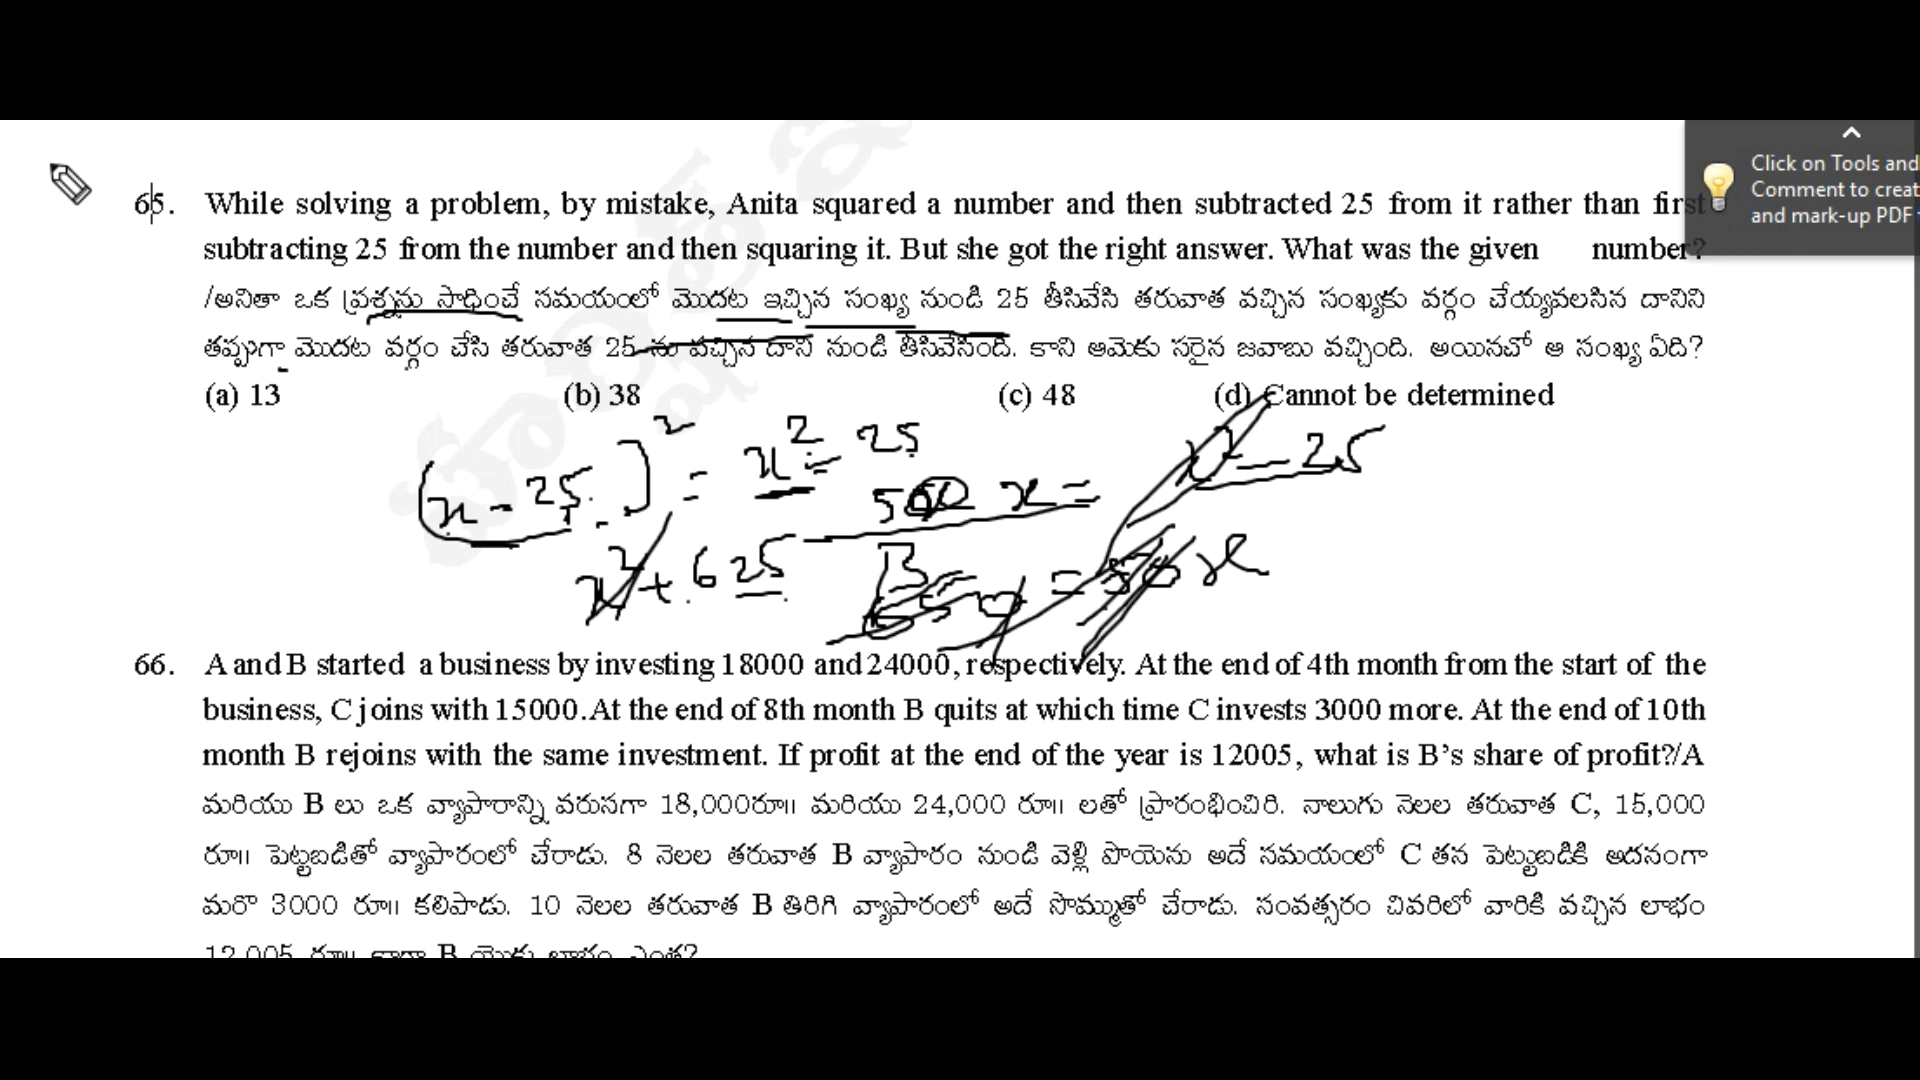 Click on Tools and
Comment to creat
and mark-up PDF
65. While solving a problem, by mistake, Anita squared a number and then subtracted 25 from it rather than first
subtracting 25 from the number and then squaring it. But she got the right answer. What was the given number?
/అనితా ఒక ప్రశ్నను సాధించే సమయంలో మొదట ఇచ్చిన సంఖ్య నుండి 25 తీసివేసి తరువాత వచ్చిన సంఖ్యకు వర్గం చేయ్యవలసిన దానిని
తప్పుగా మొదట వర్గం చేసి తరువాత 25 ను వచ్చిన దాని నుండి తీసివేసింది. కాని ఆమెకు సరైన జవాబు వచ్చింది. అయినచో ఆ సంఖ్య ఏది?
(a) 13 (b) 38 (c) 48 (d) Cannot be determined
(x - 25)² = x² - 25
x² - 25
50 x =
x² + 625
13
650 = 50 x
66. A and B started a business by investing 18000 and 24000, respectively. At the end of 4th month from the start of the
business, C joins with 15000.At the end of 8th month B quits at which time C invests 3000 more. At the end of 10th
month B rejoins with the same investment. If profit at the end of the year is 12005, what is B's share of profit?/A
మరియు B లు ఒక వ్యాపారాన్ని వరుసగా 18,000రూ॥ మరియు 24,000 రూ॥ లతో ప్రారంభించిరి. నాలుగు నెలల తరువాత C, 15,000
రూ॥ పెట్టుబడితో వ్యాపారంలో చేరాడు. 8 నెలల తరువాత B వ్యాపారం నుండి వెళ్లి పొయెను అదే సమయంలో C తన పెట్టుబడికి అదనంగా
మరొ 3000 రూ॥ కలిపాడు. 10 నెలల తరువాత B తిరిగి వ్యాపారంలో అదే సొమ్ముతో చేరాడు. సంవత్సరం చివరిలో వారికి వచ్చిన లాభం
12,005 రూ॥ కాగా B యొక్క లాభం ఎంత?